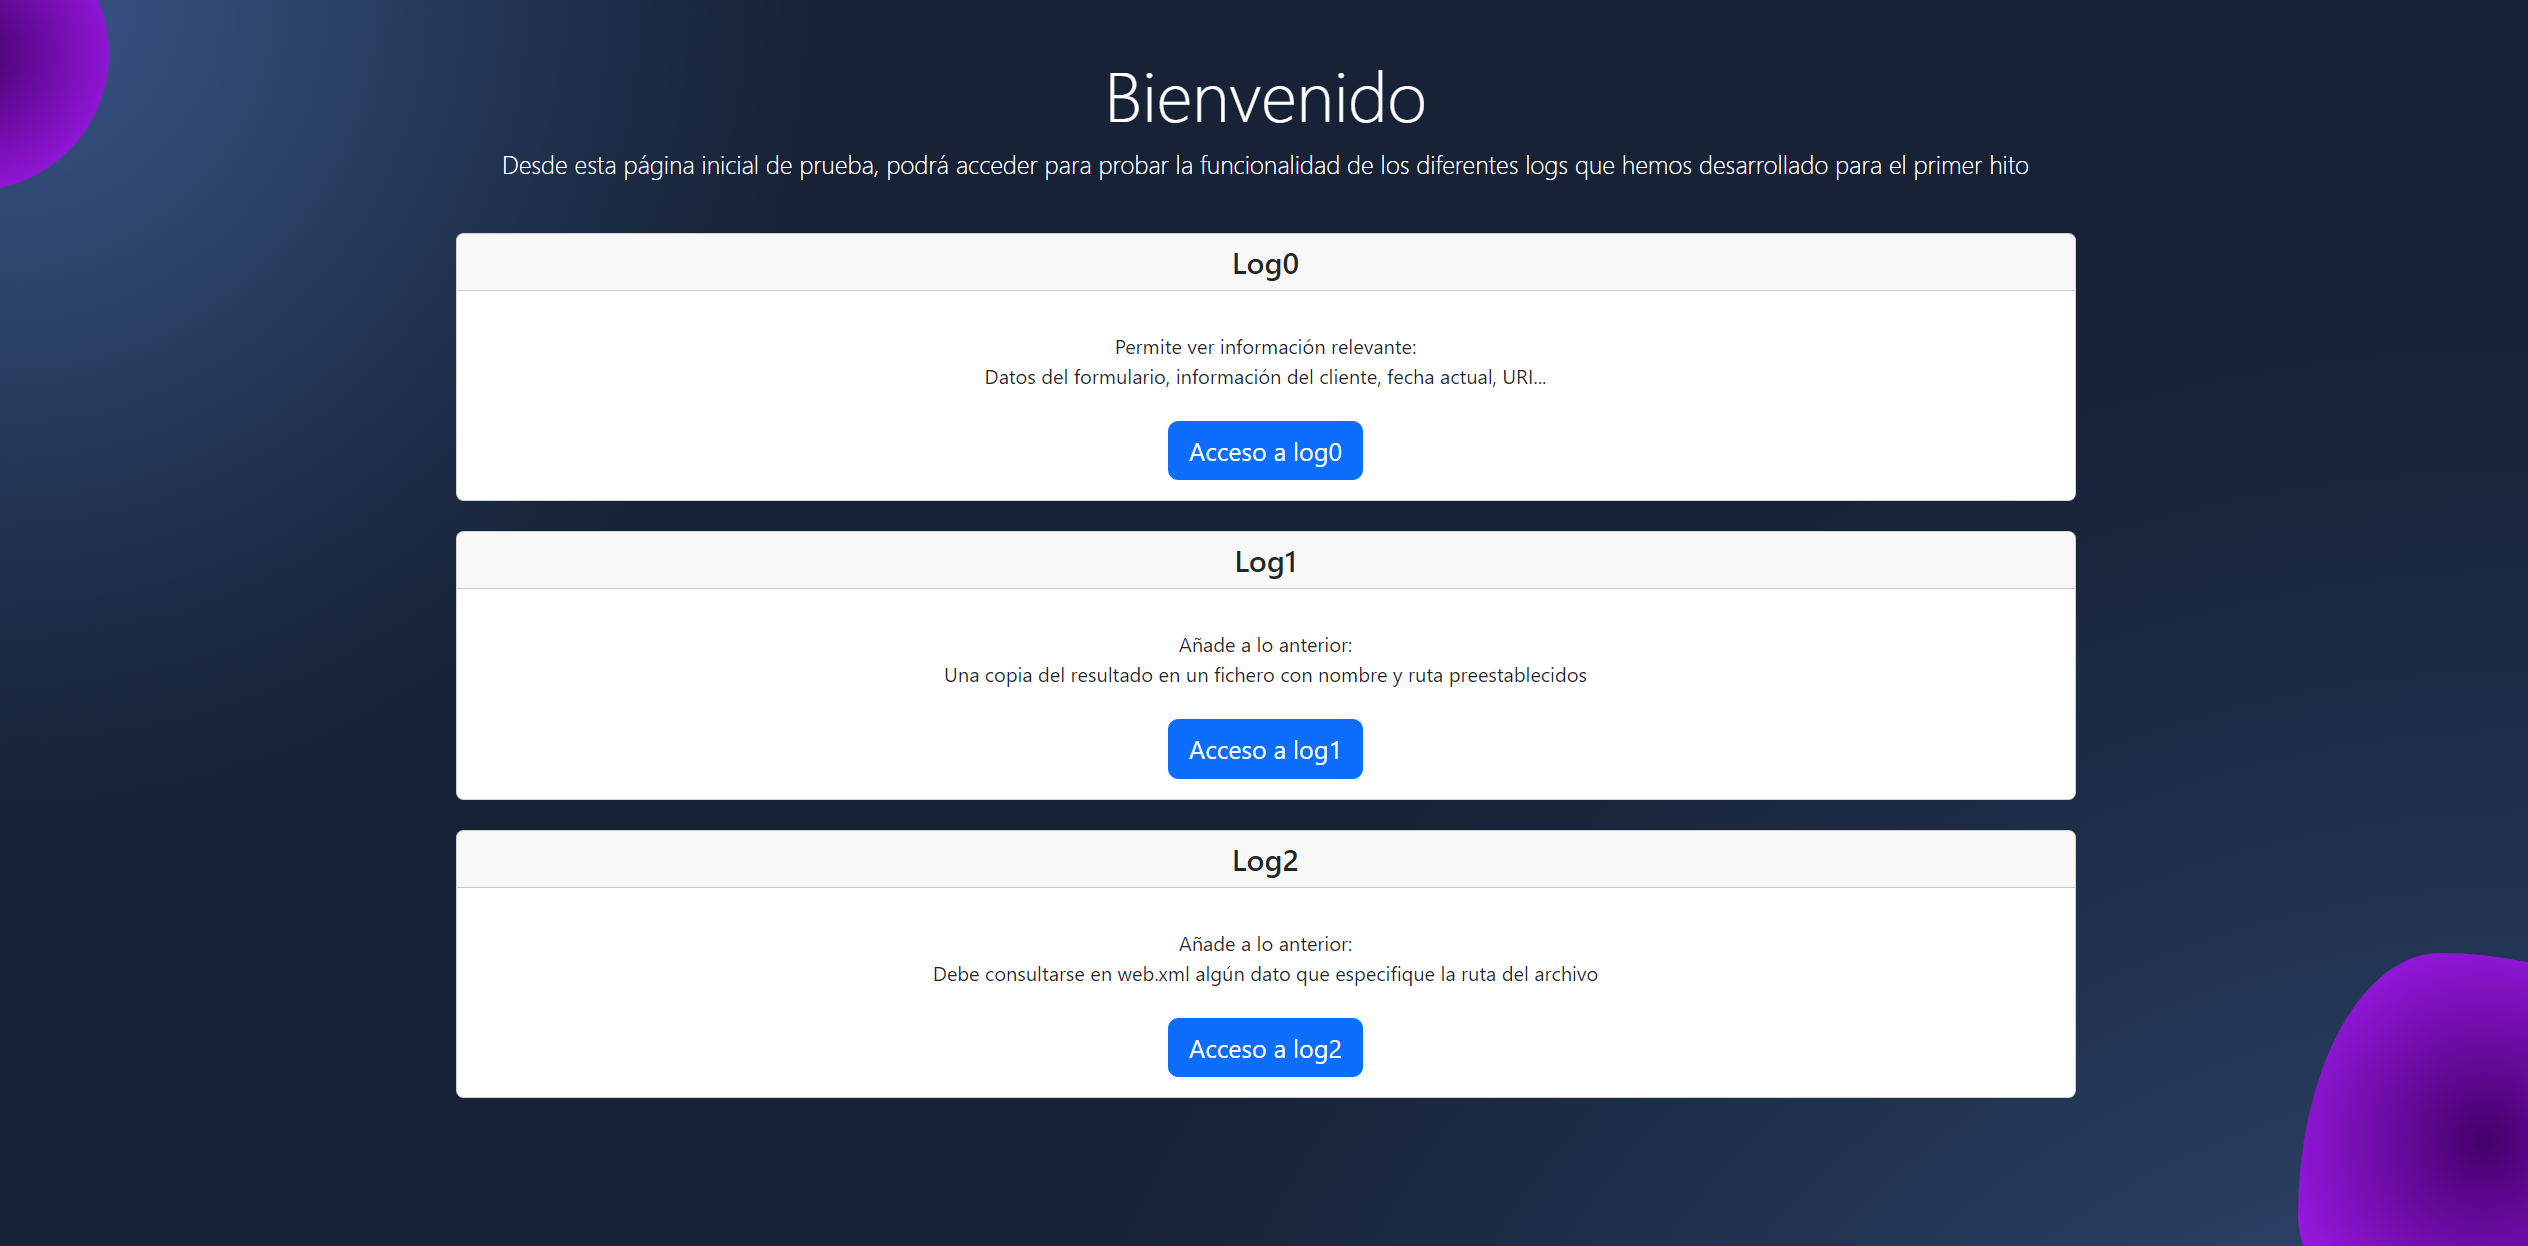 Bienvenido
Desde esta página inicial de prueba, podrá acceder para probar la funcionalidad de los diferentes logs que hemos desarrollado para el primer hito
Log0
Permite ver información relevante:
Datos del formulario, información del cliente, fecha actual, URI...
Acceso a log0
Log1
Añade a lo anterior:
Una copia del resultado en un fichero con nombre y ruta preestablecidos
Acceso a log1
Log2
Añade a lo anterior:
Debe consultarse en web.xml algún dato que especifique la ruta del archivo
Acceso a log2